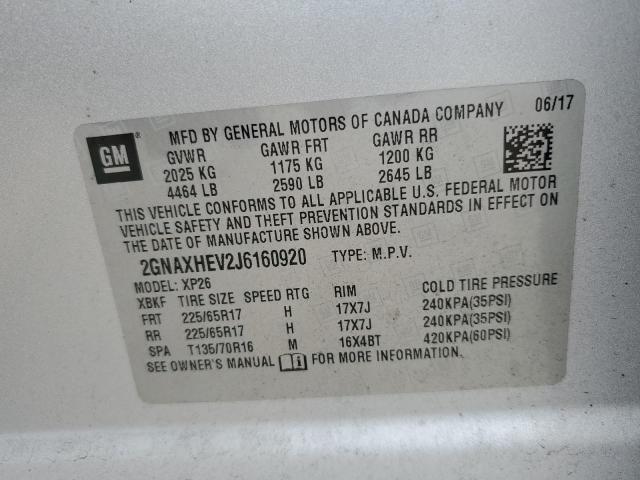 MFD BY GENERAL MOTORS OF CANADA COMPANY 06/17
GM
GVWR GAWR FRT GAWR RR
2025 KG 1175 KG 1200 KG
4464 LB 2590 LB 2645 LB
THIS VEHICLE CONFORMS TO ALL APPLICABLE U.S. FEDERAL MOTOR
VEHICLE SAFETY AND THEFT PREVENTION STANDARDS IN EFFECT ON
THE DATE OF MANUFACTURE SHOWN ABOVE.
2GNAXHEV2J6160920 TYPE: M.P.V.
MODEL: XP26
XBKF TIRE SIZE SPEED RTG RIM COLD TIRE PRESSURE
FRT 225/65R17 H 17X7J 240KPA(35PSI)
RR 225/65R17 H 17X7J 240KPA(35PSI)
SPA T135/70R16 M 16X4BT 420KPA(60PSI)
SEE OWNER'S MANUAL FOR MORE INFORMATION.